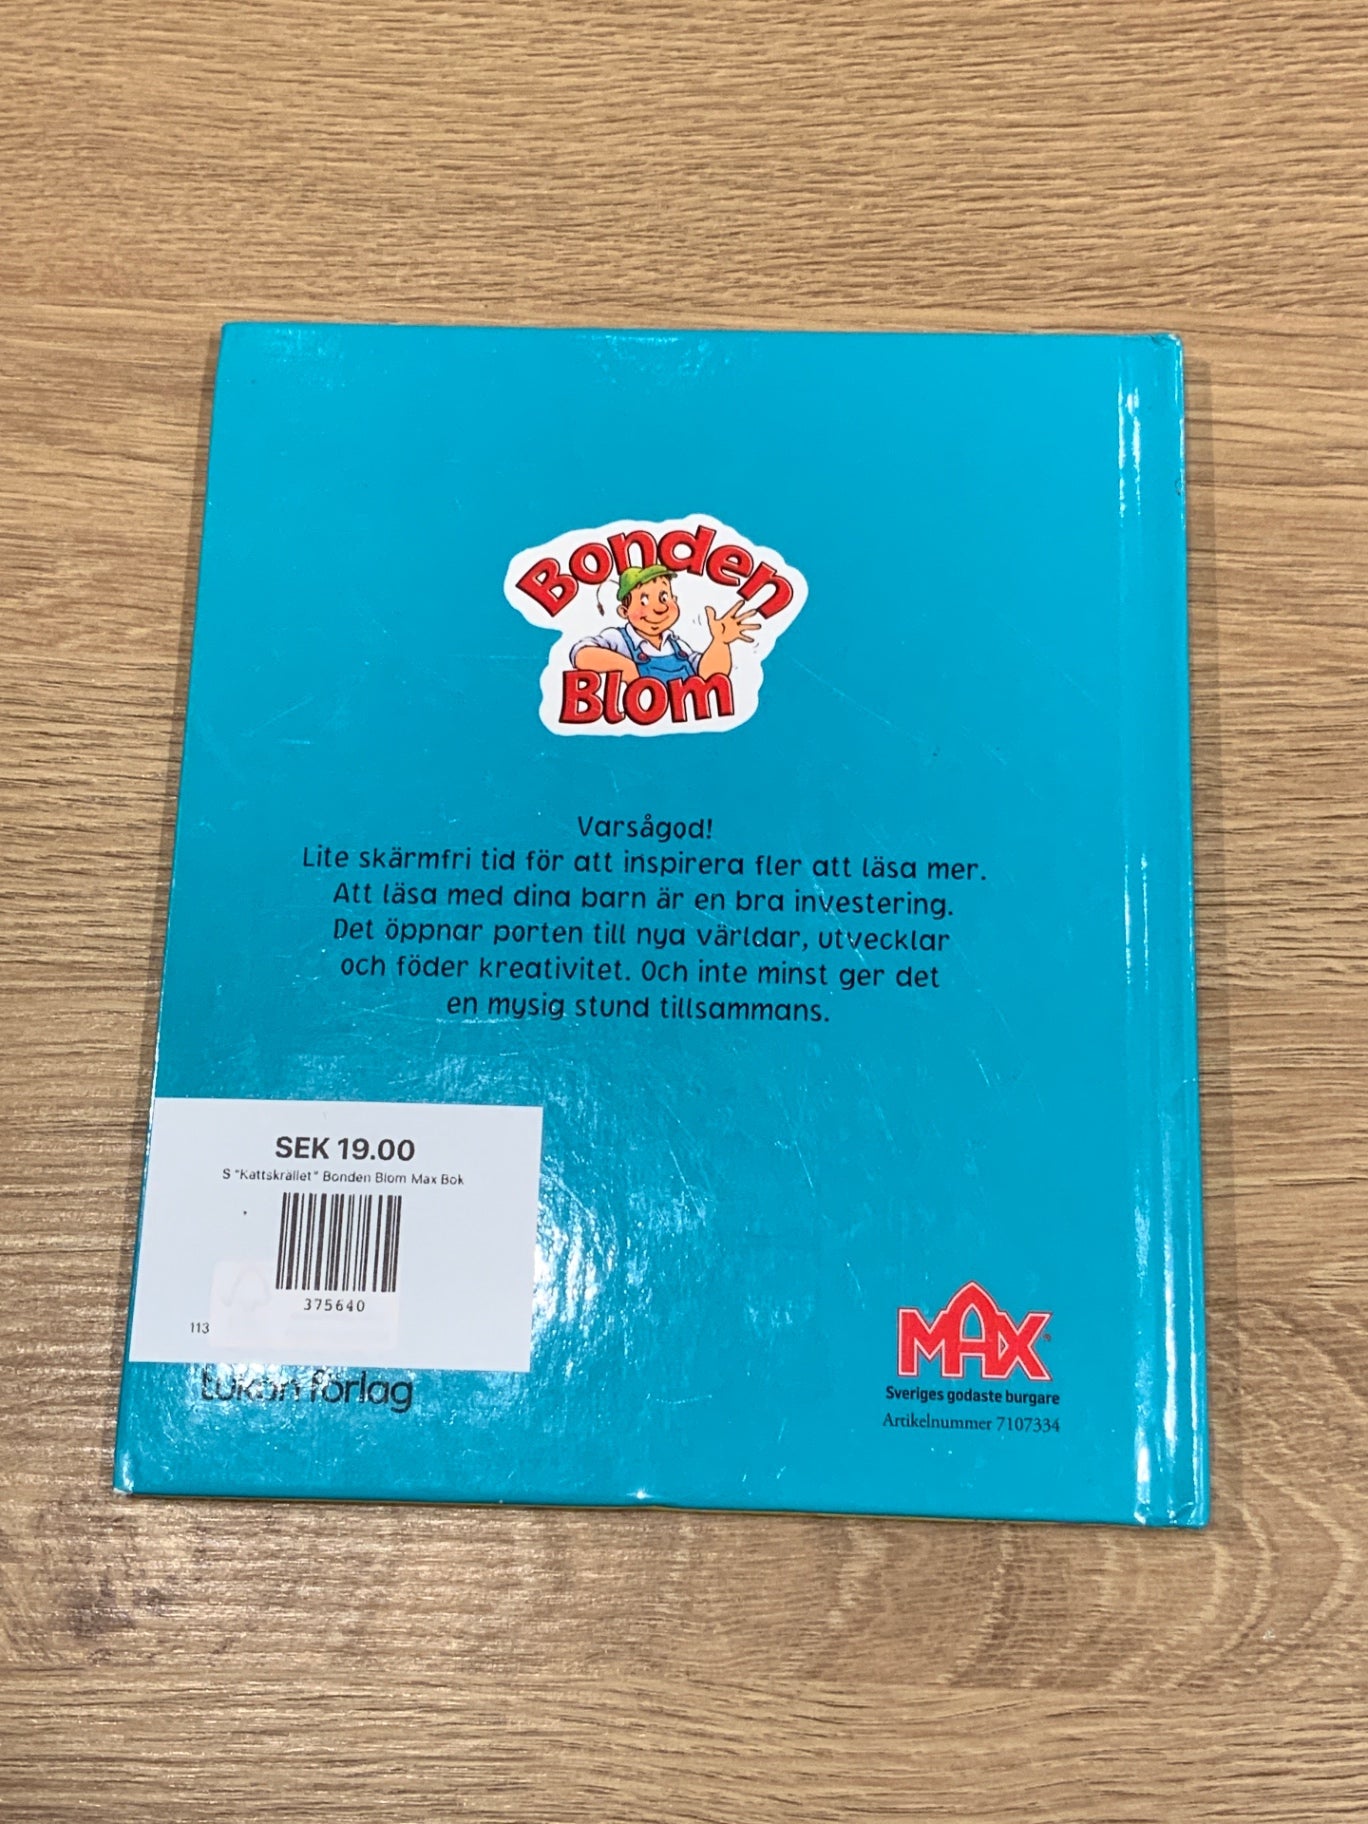 Bonden
Blom
Varsågod!
Lite skärmfri tid för att inspirera fler att läsa mer.
Att läsa med dina barn är en bra investering.
Det öppnar porten till nya världar, utvecklar
och föder kreativitet. Och inte minst ger det
en mysig stund tillsammans.
SEK 19.00
S "Kattskrället" Bonden Blom Max Bok
375640
113
tukan förlag
MAX®
Sveriges godaste burgare
Artikelnummer 7107334